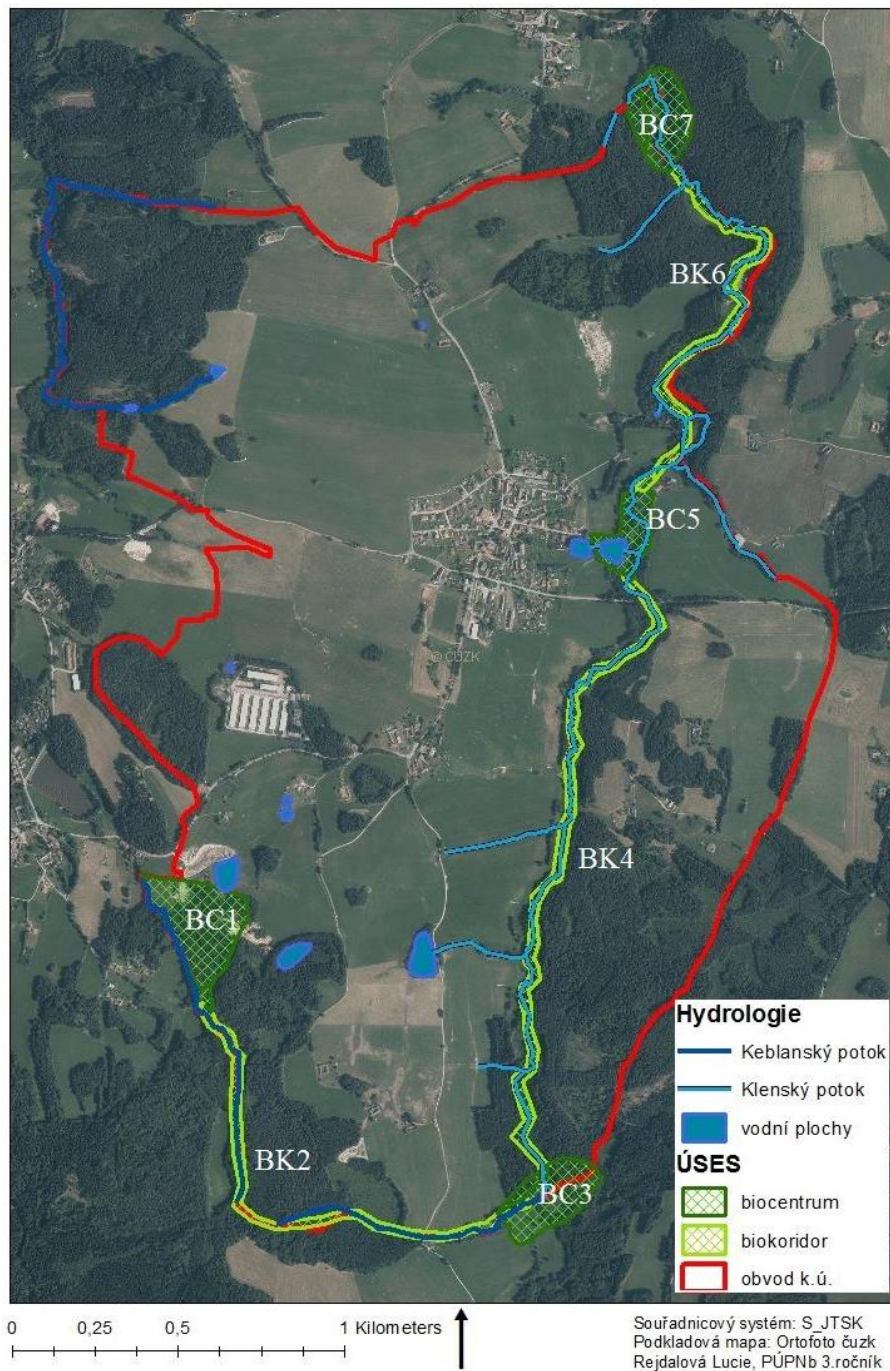 BC7
BK6
BC5
© ČÚZK
BK4
BC1
BK2
BC3
Hydrologie
Keblanský potok
Klenský potok
vodní plochy
ÚSES
biocentrum
biokoridor
obvod k.ú.
0 0,25 0,5 1 Kilometers
Souřadnicový systém: S_JTSK
Podkladová mapa: Ortofoto čuzk
Rejdalová Lucie, PÚPNb 3.ročník